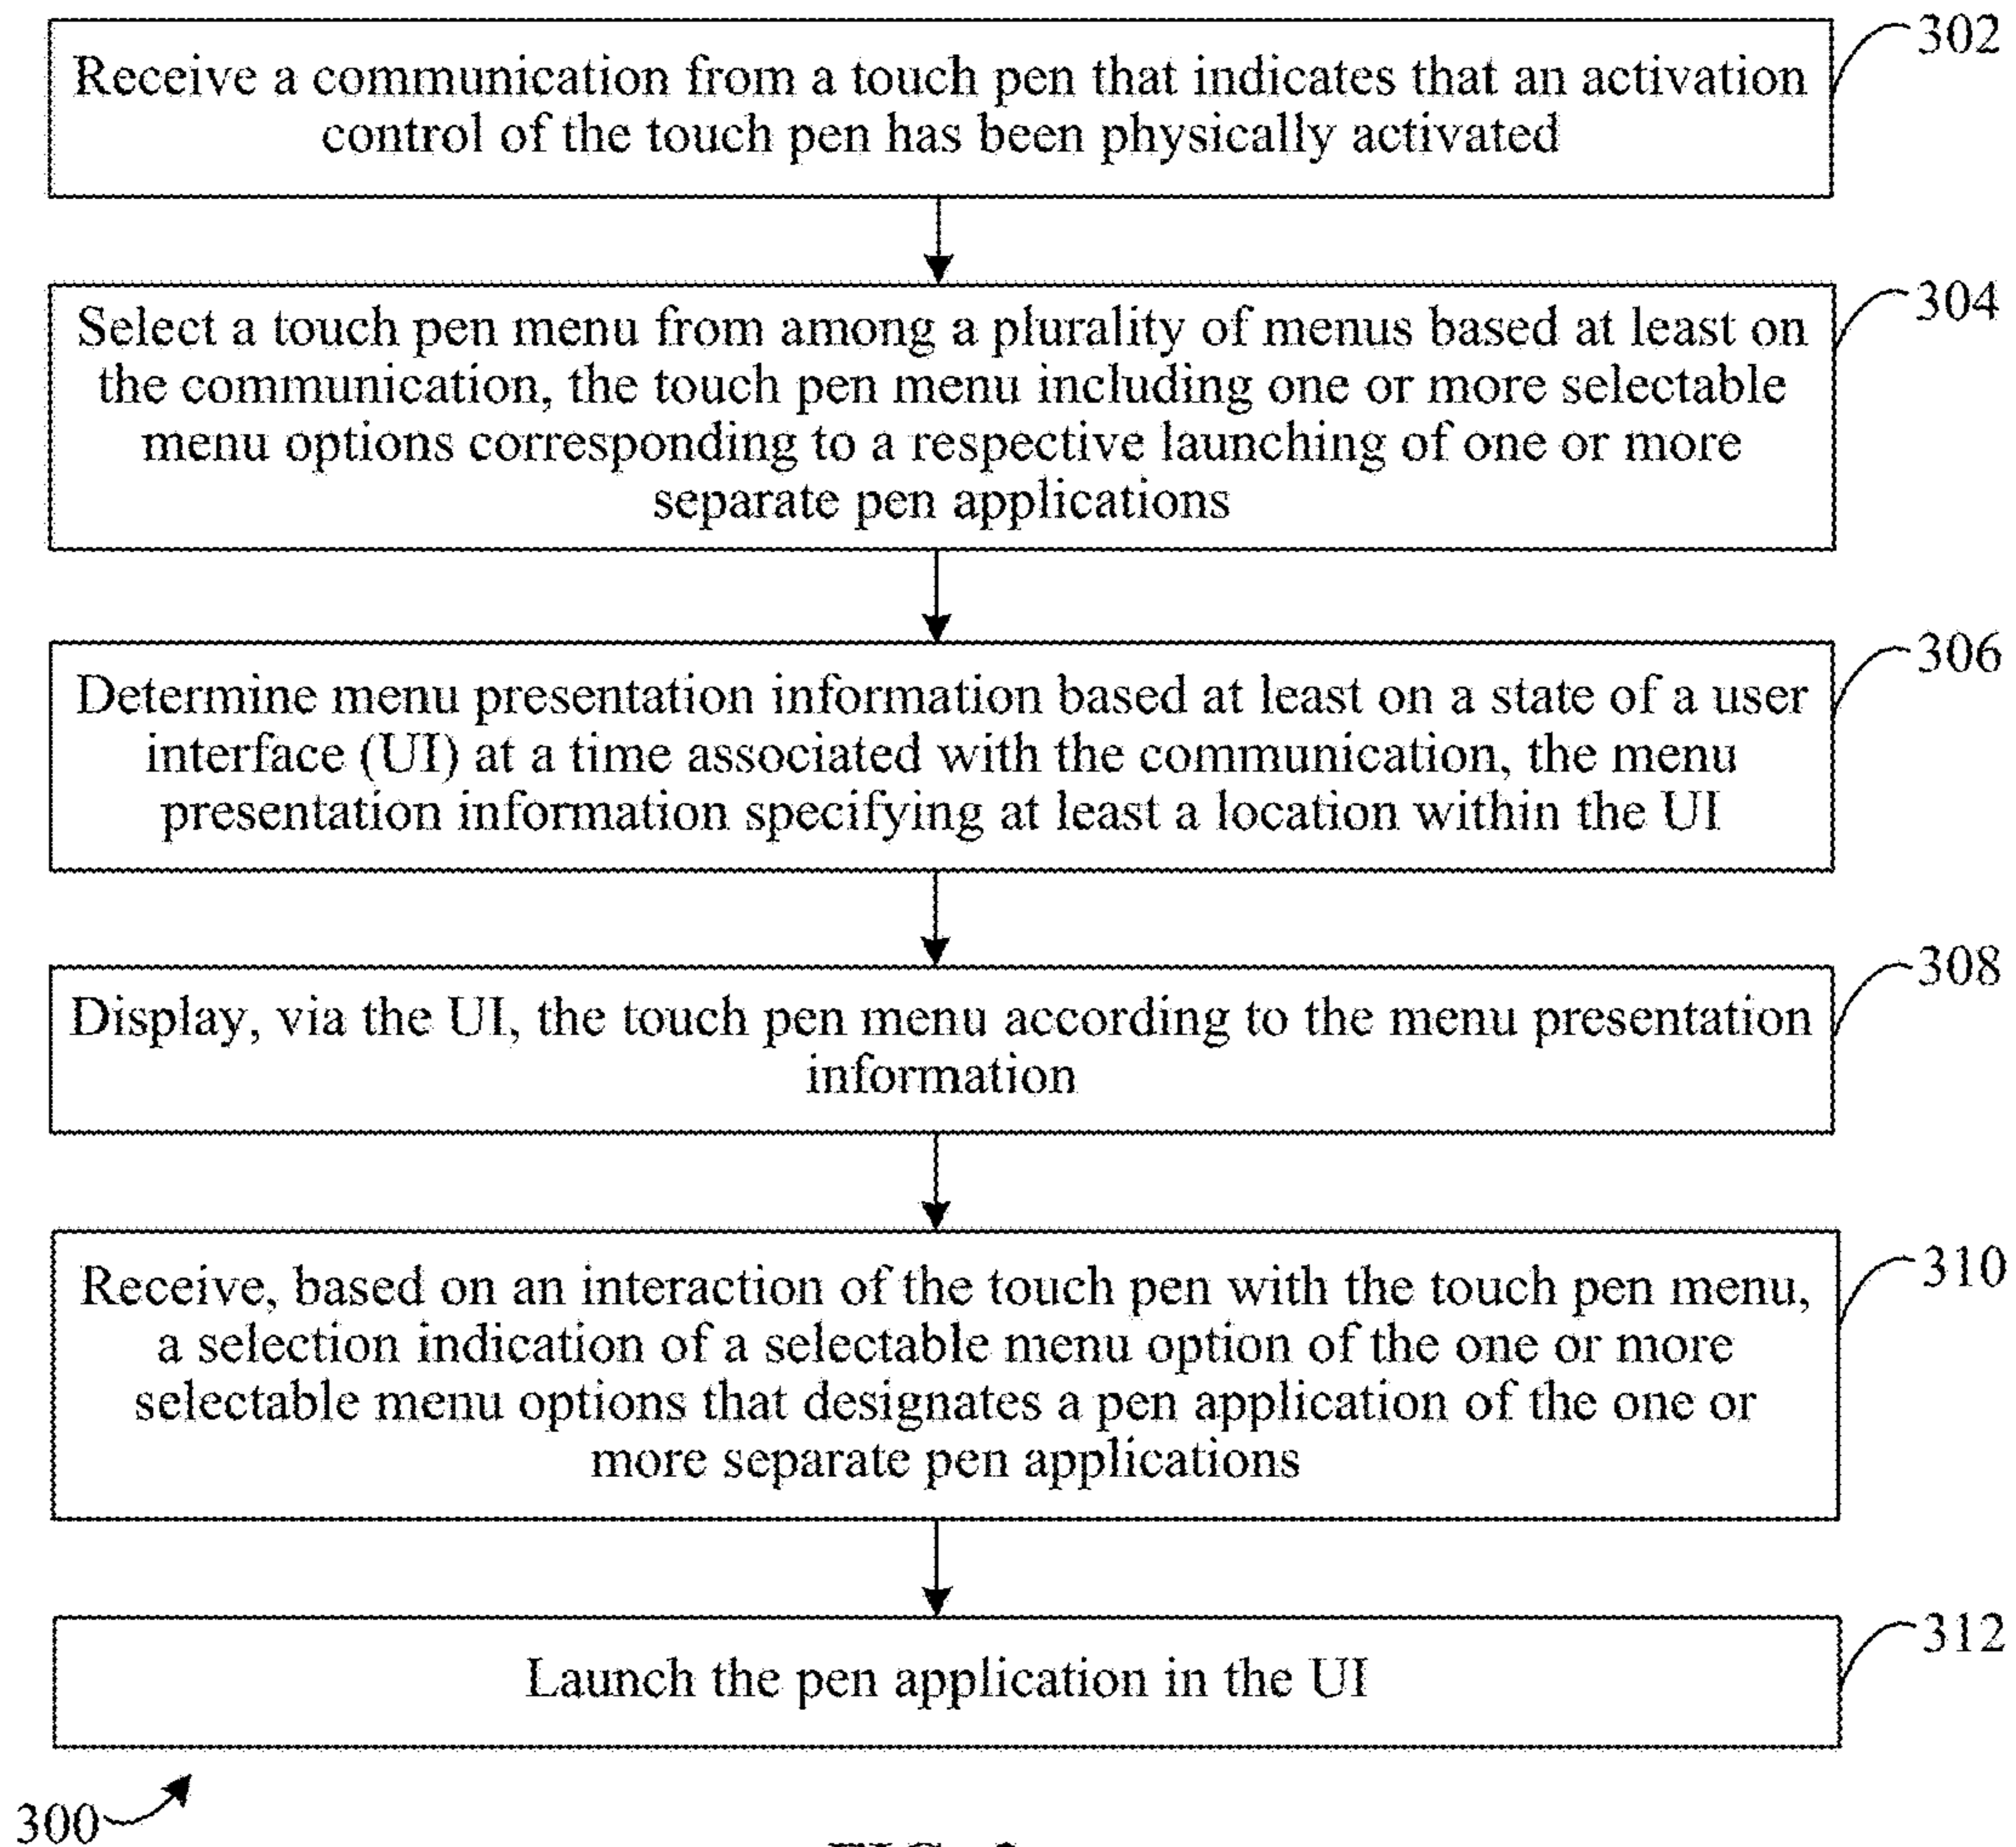 302
Receive a communication from a touch pen that indicates that an activation
control of the touch pen has been physically activated
304
Select a touch pen menu from among a plurality of menus based at least on
the communication, the touch pen menu including one or more selectable
menu options corresponding to a respective launching of one or more
separate pen applications
306
Determine menu presentation information based at least on a state of a user
interface (UI) at a time associated with the communication, the menu
presentation information specifying at least a location within the UI
308
Display, via the UI, the touch pen menu according to the menu presentation
information
310
Receive, based on an interaction of the touch pen with the touch pen menu,
a selection indication of a selectable menu option of the one or more
selectable menu options that designates a pen application of the one or
more separate pen applications
312
Launch the pen application in the UI
300